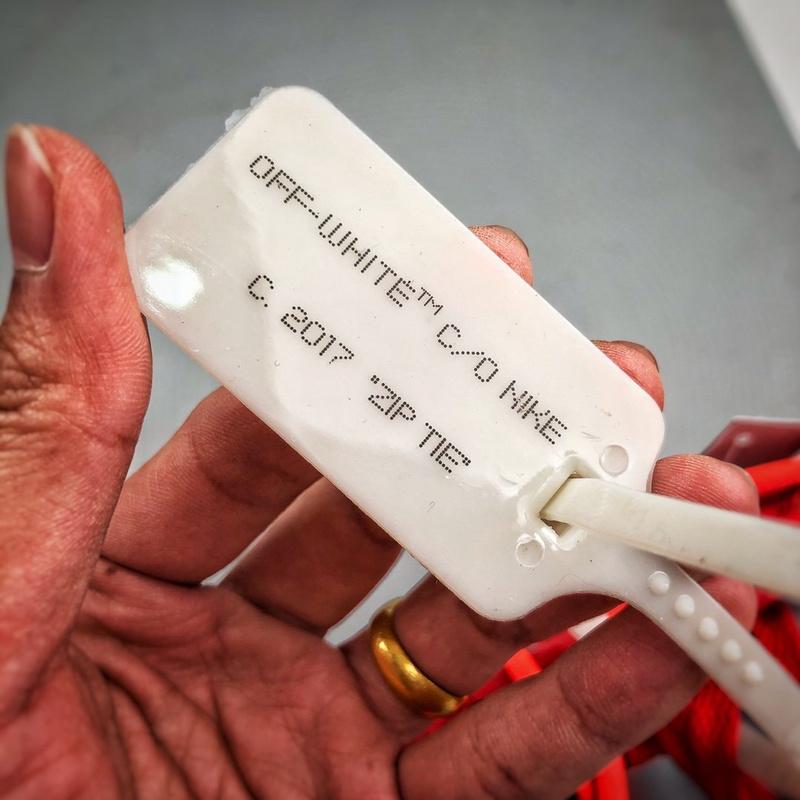 OFF-WHITE™ C/O NIKE
C. 2017 "ZIP TIE"